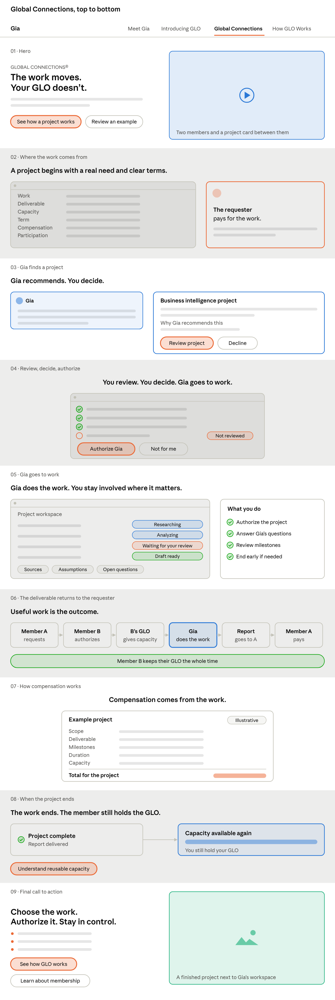 Global Connections, top to bottom
Gia
Meet Gia
Introducing GLO
Global Connections
How GLO Works
01 · Hero
GLOBAL CONNECTIONS®
The work moves.
Your GLO doesn’t.
See how a project works
Review an example
Two members and a project card between them
02 · Where the work comes from
A project begins with a real need and clear terms.
Work
Deliverable
Capacity
Term
Compensation
Participation
The requester
pays for the work.
03 · Gia finds a project
Gia recommends. You decide.
Gia
Business intelligence project
Why Gia recommends this
Review project
Decline
04 · Review, decide, authorize
You review. You decide. Gia goes to work.
Not reviewed
Authorize Gia
Not for me
05 · Gia goes to work
Gia does the work. You stay involved where it matters.
Project workspace
Researching
Analyzing
Waiting for your review
Draft ready
Sources
Assumptions
Open questions
What you do
Authorize the project
Answer Gia's questions
Review milestones
End early if needed
06 · The deliverable returns to the requester
Useful work is the outcome.
Member A
requests
Member B
authorizes
B’s GLO
gives capacity
Gia
does the work
Report
goes to A
Member A
pays
Member B keeps their GLO the whole time
07 · How compensation works
Compensation comes from the work.
Example project
Illustrative
Scope
Deliverable
Milestones
Duration
Capacity
Total for the project
08 · When the project ends
The work ends. The member still holds the GLO.
Project complete
Report delivered
Capacity available again
You still hold your GLO
Understand reusable capacity
09 · Final call to action
Choose the work.
Authorize it. Stay in control.
See how GLO works
Learn about membership
A finished project next to Gia's workspace